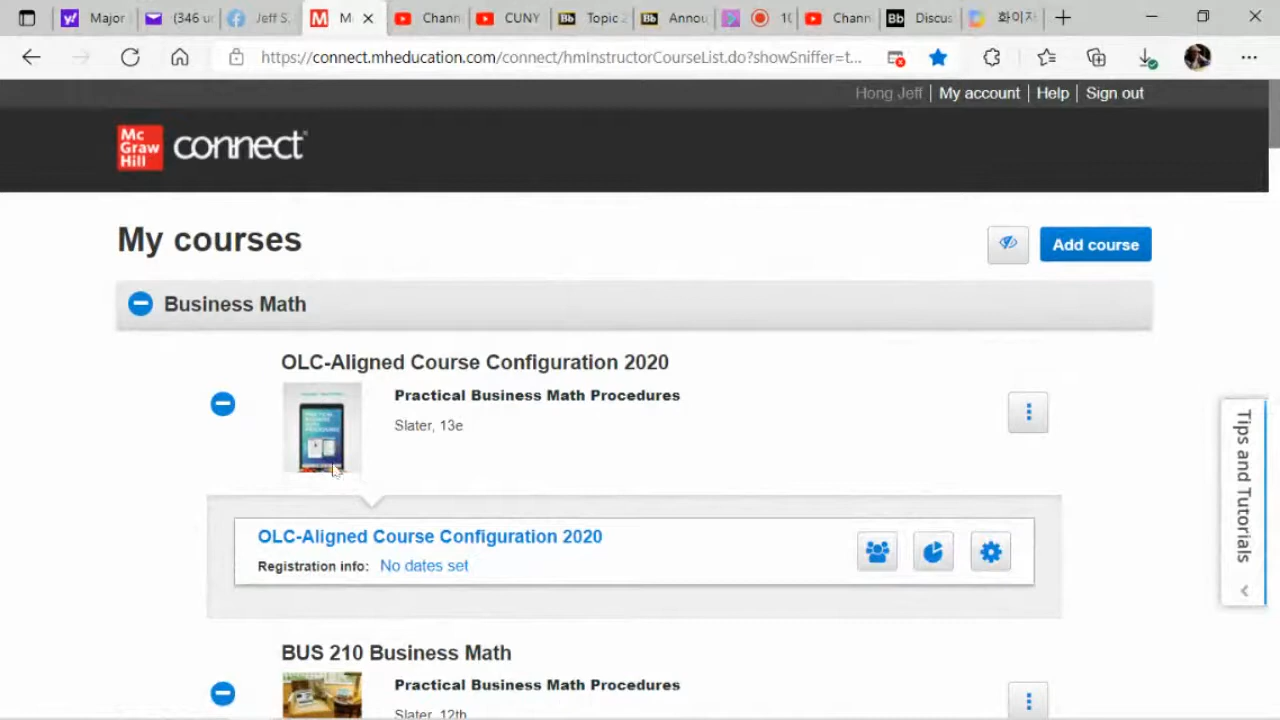 Major
(346 u
Jeff S.
M
Chann
CUNY
Topic 2
Annou
10
Chann
Discus
화이자
https://connect.mheducation.com/connect/hmInstructorCourseList.do?showSniffer=t...
Hong Jeff | My account | Help | Sign out
Mc Graw Hill connect
My courses
Add course
Business Math
OLC-Aligned Course Configuration 2020
Practical Business Math Procedures
Slater, 13e
OLC-Aligned Course Configuration 2020
Registration info: No dates set
BUS 210 Business Math
Practical Business Math Procedures
Slater, 12th
Tips and Tutorials